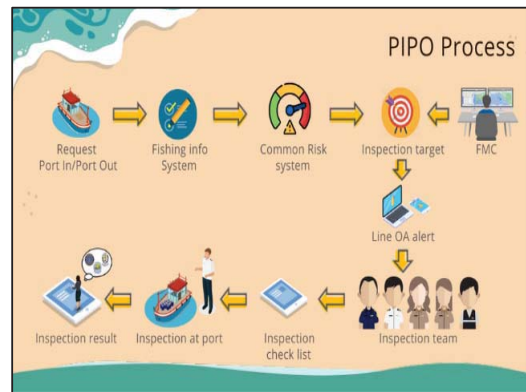 PIPO Process
Request
Port In/Port Out
Fishing info
System
Common Risk
system
Inspection target
FMC
Line OA alert
Inspection team
Inspection
check list
Inspection at port
Inspection result